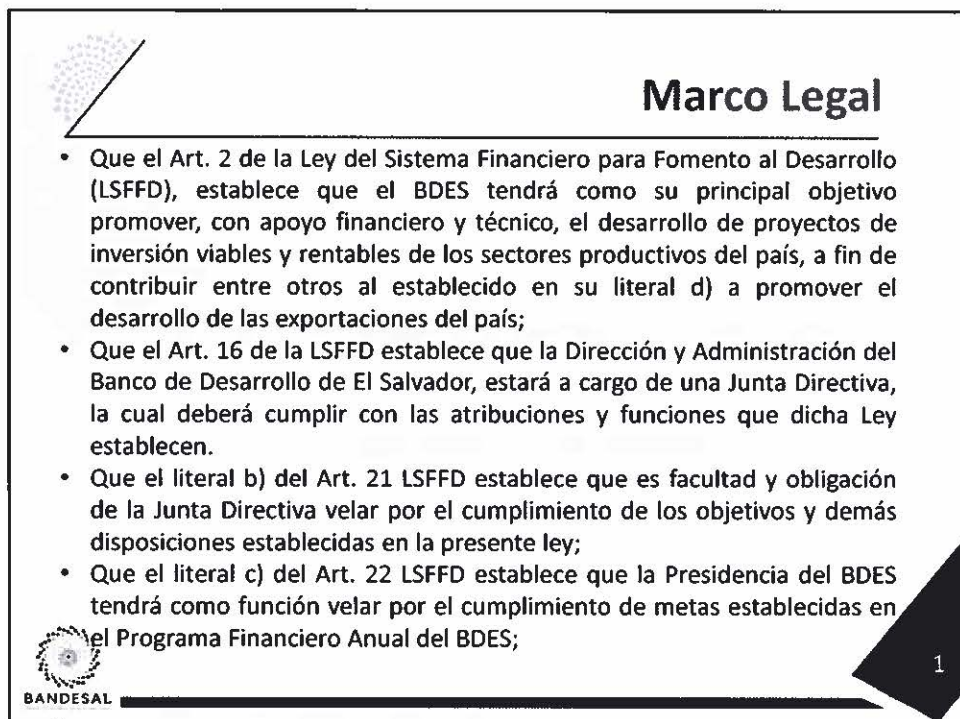 Marco Legal
• Que el Art. 2 de la Ley del Sistema Financiero para Fomento al Desarrollo
(LSFFD), establece que el BDES tendrá como su principal objetivo
promover, con apoyo financiero y técnico, el desarrollo de proyectos de
inversión viables y rentables de los sectores productivos del país, a fin de
contribuir entre otros al establecido en su literal d) a promover el
desarrollo de las exportaciones del país;
• Que el Art. 16 de la LSFFD establece que la Dirección y Administración del
Banco de Desarrollo de El Salvador, estará a cargo de una Junta Directiva,
la cual deberá cumplir con las atribuciones y funciones que dicha Ley
establecen.
• Que el literal b) del Art. 21 LSFFD establece que es facultad y obligación
de la Junta Directiva velar por el cumplimiento de los objetivos y demás
disposiciones establecidas en la presente ley;
• Que el literal c) del Art. 22 LSFFD establece que la Presidencia del BDES
tendrá como función velar por el cumplimiento de metas establecidas en
el Programa Financiero Anual del BDES;
1
BANDESAL